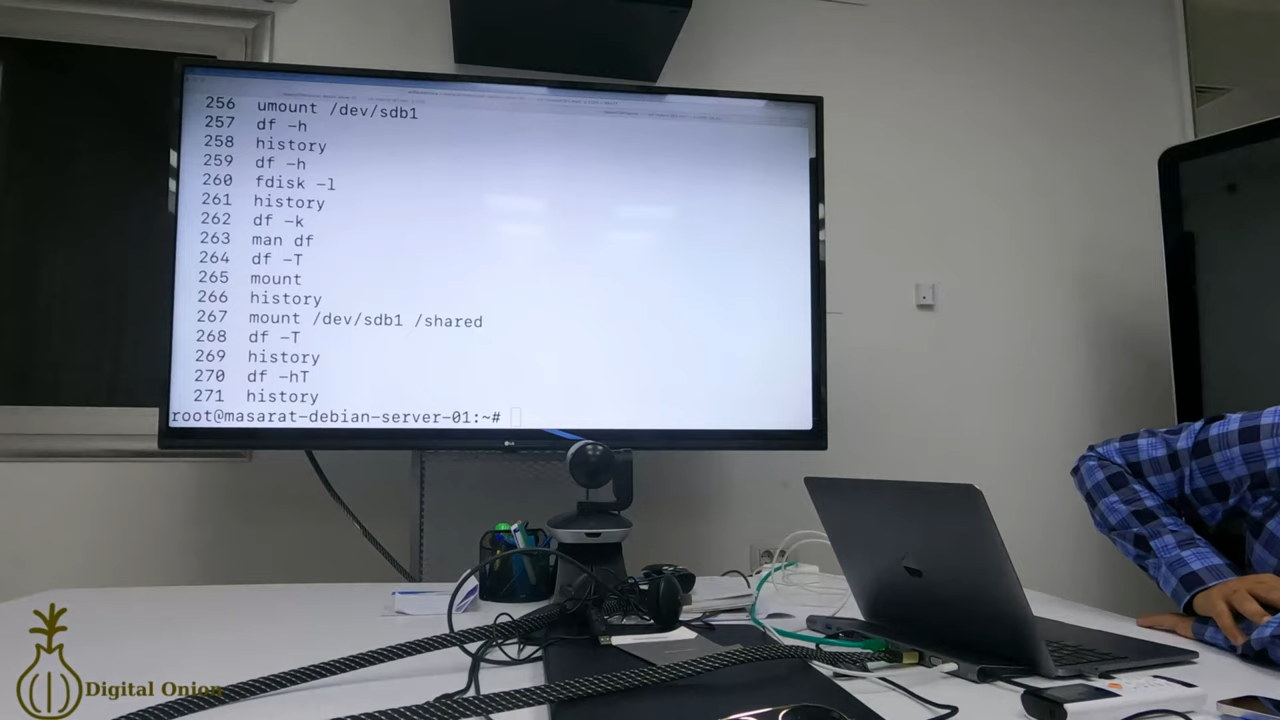 256 umount /dev/sdb1
257 df -h
258 history
259 df -h
260 fdisk -l
261 history
262 df -k
263 man df
264 df -T
265 mount
266 history
267 mount /dev/sdb1 /shared
268 df -T
269 history
270 df -hT
271 history
root@masarat-debian-server-01:~#
LG
Digital Onion